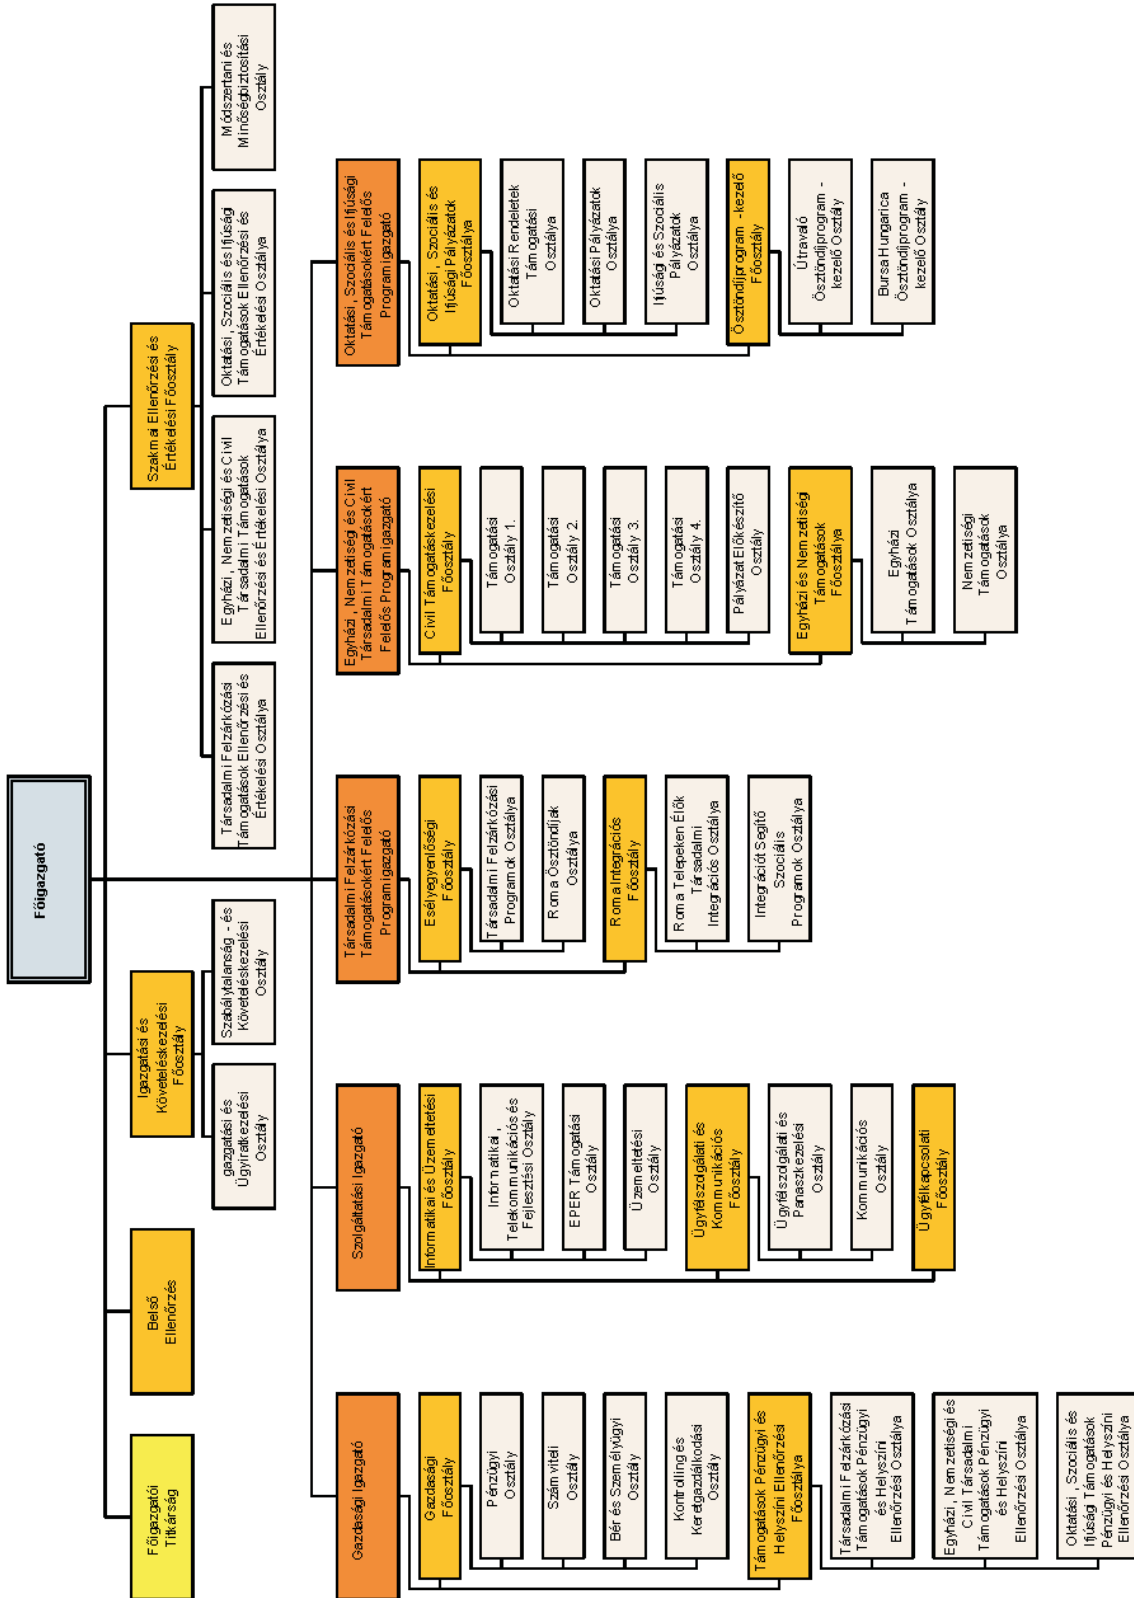 Főigazgató
Főigazgatói
Titkárság
Belső
Ellenőrzés
Igazgatási és
Követeléskezelési
Főosztály
Szakmai Ellenőrzési és
Értékelési Főosztály
gazgatási és
Ügyiratkezelési
Osztály
Szabálytalanság - és
Követeléskezelési
Osztály
Társadalmi Felzárkózási
Támogatások Ellenőrzési és
Értékelési Osztálya
Egyházi, Nemzetiségi és Civil
Társadalmi Támogatások
Ellenőrzési és Értékelési Osztálya
Oktatási, Szociális és Ifjúsági
Támogatások Ellenőrzési és
Értékelési Osztálya
Módszertani és
Minőségbiztosítási
Osztály
Gazdasági Igazgató
Gazdasági
Főosztály
Pénzügyi
Osztály
Számviteli
Osztály
Bér és Személyügyi
Osztály
Kontrolling és
Keretgazdálkodási
Osztály
Támogatások Pénzügyi és
Helyszíni Ellenőrzési
Főosztálya
Társadalmi Felzárkózási
Támogatások Pénzügyi
és Helyszíni
Ellenőrzési Osztálya
Egyházi, Nemzetiségi és
Civil Társadalmi
Támogatások Pénzügyi
és Helyszíni
Ellenőrzési Osztálya
Oktatási, Szociális és
Ifjúsági Támogatások
Pénzügyi és Helyszíni
Ellenőrzési Osztálya
Szolgáltatási Igazgató
Informatikai és Üzemeltetési
Főosztály
Informatikai,
Telekommunikációs és
Fejlesztési Osztály
EPER Támogatási
Osztály
Üzemeltetési
Osztály
Ügyfélszolgálati és
Kommunikációs
Főosztály
Ügyfélszolgálati és
Panaszkezelési
Osztály
Kommunikációs
Osztály
Ügyfélkapcsolati
Főosztály
Társadalmi Felzárkózási
Támogatásokért Felelős
Programigazgató
Esélyegyenlőségi
Főosztály
Társadalmi Felzárkózási
Programok Osztálya
Roma Ösztöndíjak
Osztálya
Roma Integrációs
Főosztály
Roma Telepeken Élők
Társadalmi
Integrációs Osztálya
Integrációt Segítő
Szociális
Programok Osztálya
Egyházi, Nemzetiségi és Civil
Társadalmi Támogatásokért
Felelős Programigazgató
Civil Támogatáskezelési
Főosztály
Támogatási
Osztály 1.
Támogatási
Osztály 2.
Támogatási
Osztály 3.
Támogatási
Osztály 4.
Pályázat Előkészítő
Osztály
Egyházi és Nemzetiség
Támogatások
Főosztálya
Egyházi
Támogatások Osztálya
Nemzetiségi
Támogatások
Osztálya
Oktatási, Szociális és Ifjúsági
Támogatásokért Felelős
Programigazgató
Oktatási, Szociális és
Ifjúsági Pályázatok
Főosztálya
Oktatási Rendeletek
Támogatási
Osztálya
Oktatási Pályázatok
Osztálya
Ifjúsági és Szociális
Pályázatok
Osztálya
Ösztöndíjprogram -kezelő
Főosztály
Útravaló
Ösztöndíjprogram -
kezelő Osztály
Bursa Hungarica
Ösztöndíjprogram -
kezelő Osztály